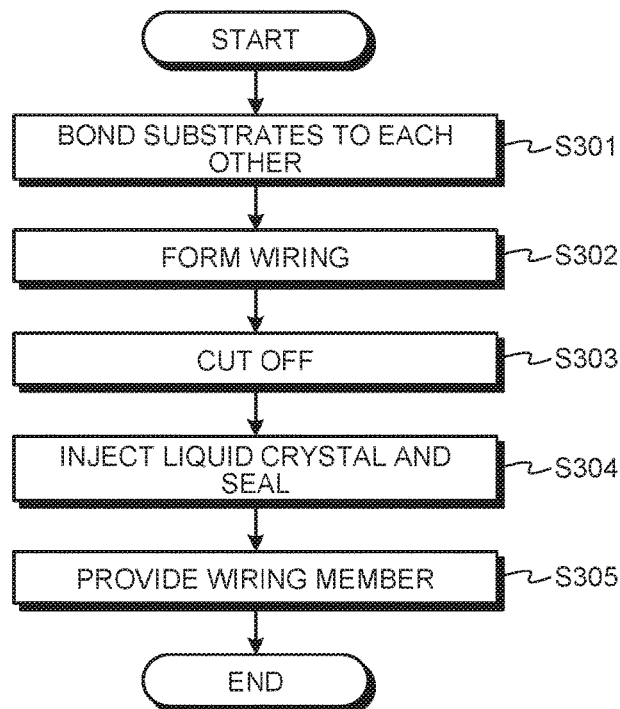 START
BOND SUBSTRATES TO EACH
OTHER
S301
FORM WIRING
S302
CUT OFF
S303
INJECT LIQUID CRYSTAL AND
SEAL
S304
PROVIDE WIRING MEMBER
S305
END